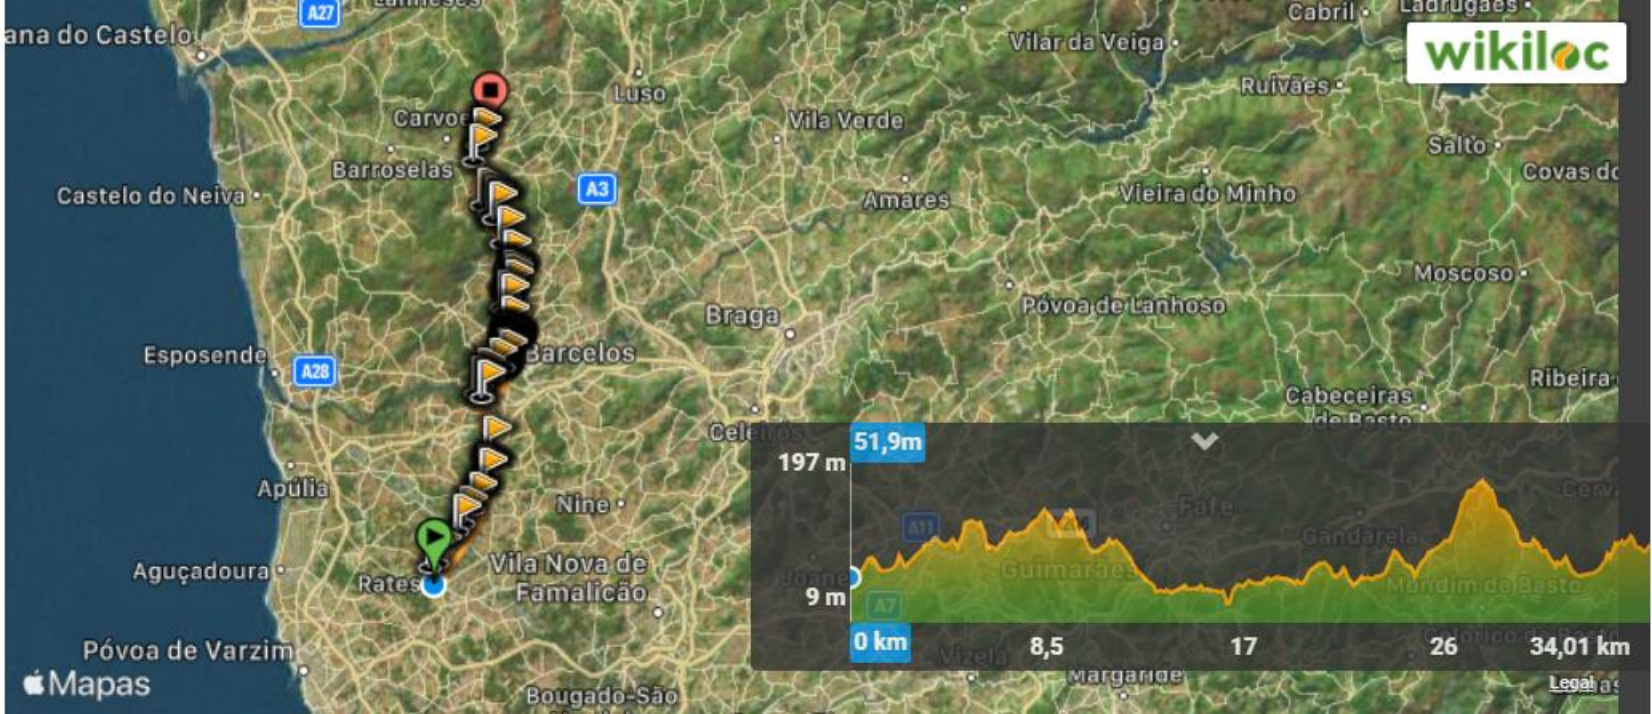 A27
Cabril
Ladrugães
ana do Castelo
Vilar da Veiga
wikiloc
Luso
Ruivães
Carvoe
Vila Verde
Salto
Barroselas
Covas do
Castelo do Neiva
A3
Amares
Vieira do Minho
Moscoso
Braga
Póvoa de Lanhoso
Esposende
Barcelos
A28
Ribeira
Cabeceiras
de Basto
Celeirós
51,9m
197 m
Apúlia
Nine
Fafe
A11
Gandarela
Aguçadoura
Rates
Vila Nova de
Famalicão
Joane
Guimarães
Mondim de Basto
9 m
A7
0 km
8,5
17
26
34,01 km
Póvoa de Varzim
Vizela
Mapas
Margaride
Legal
Bougado-São